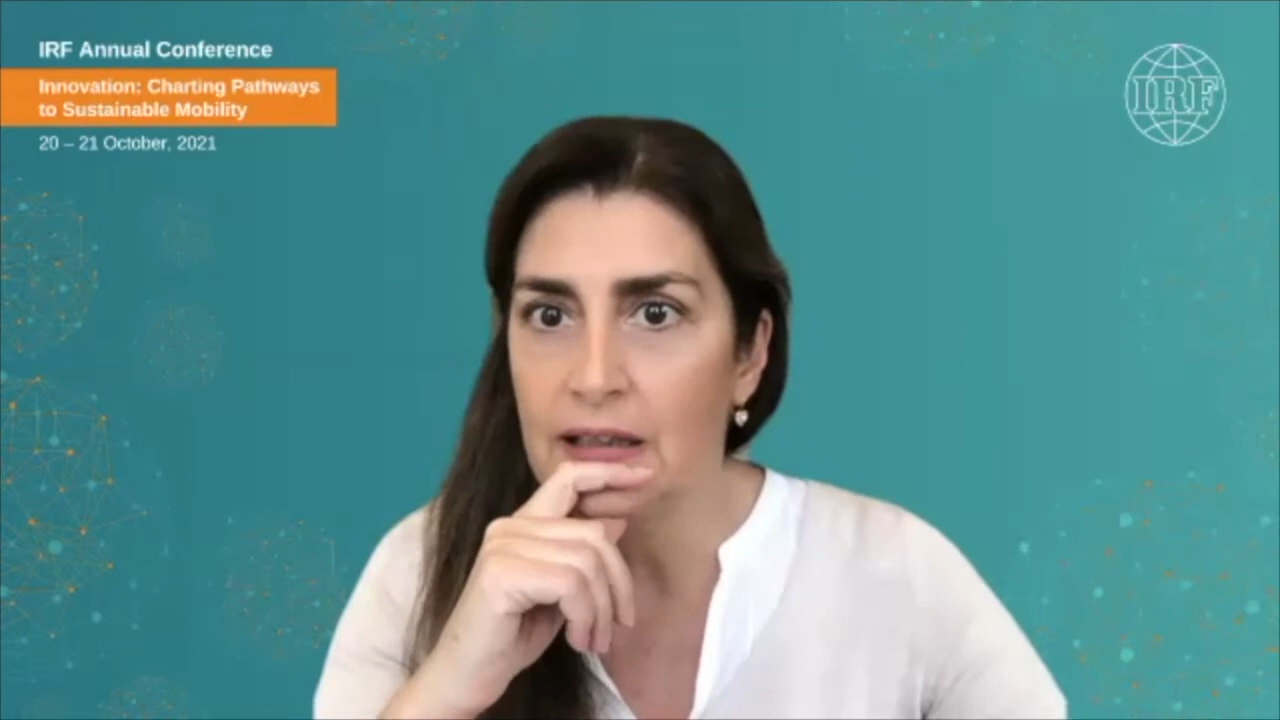 IRF Annual Conference
Innovation: Charting Pathways
to Sustainable Mobility
20 – 21 October, 2021
IRF